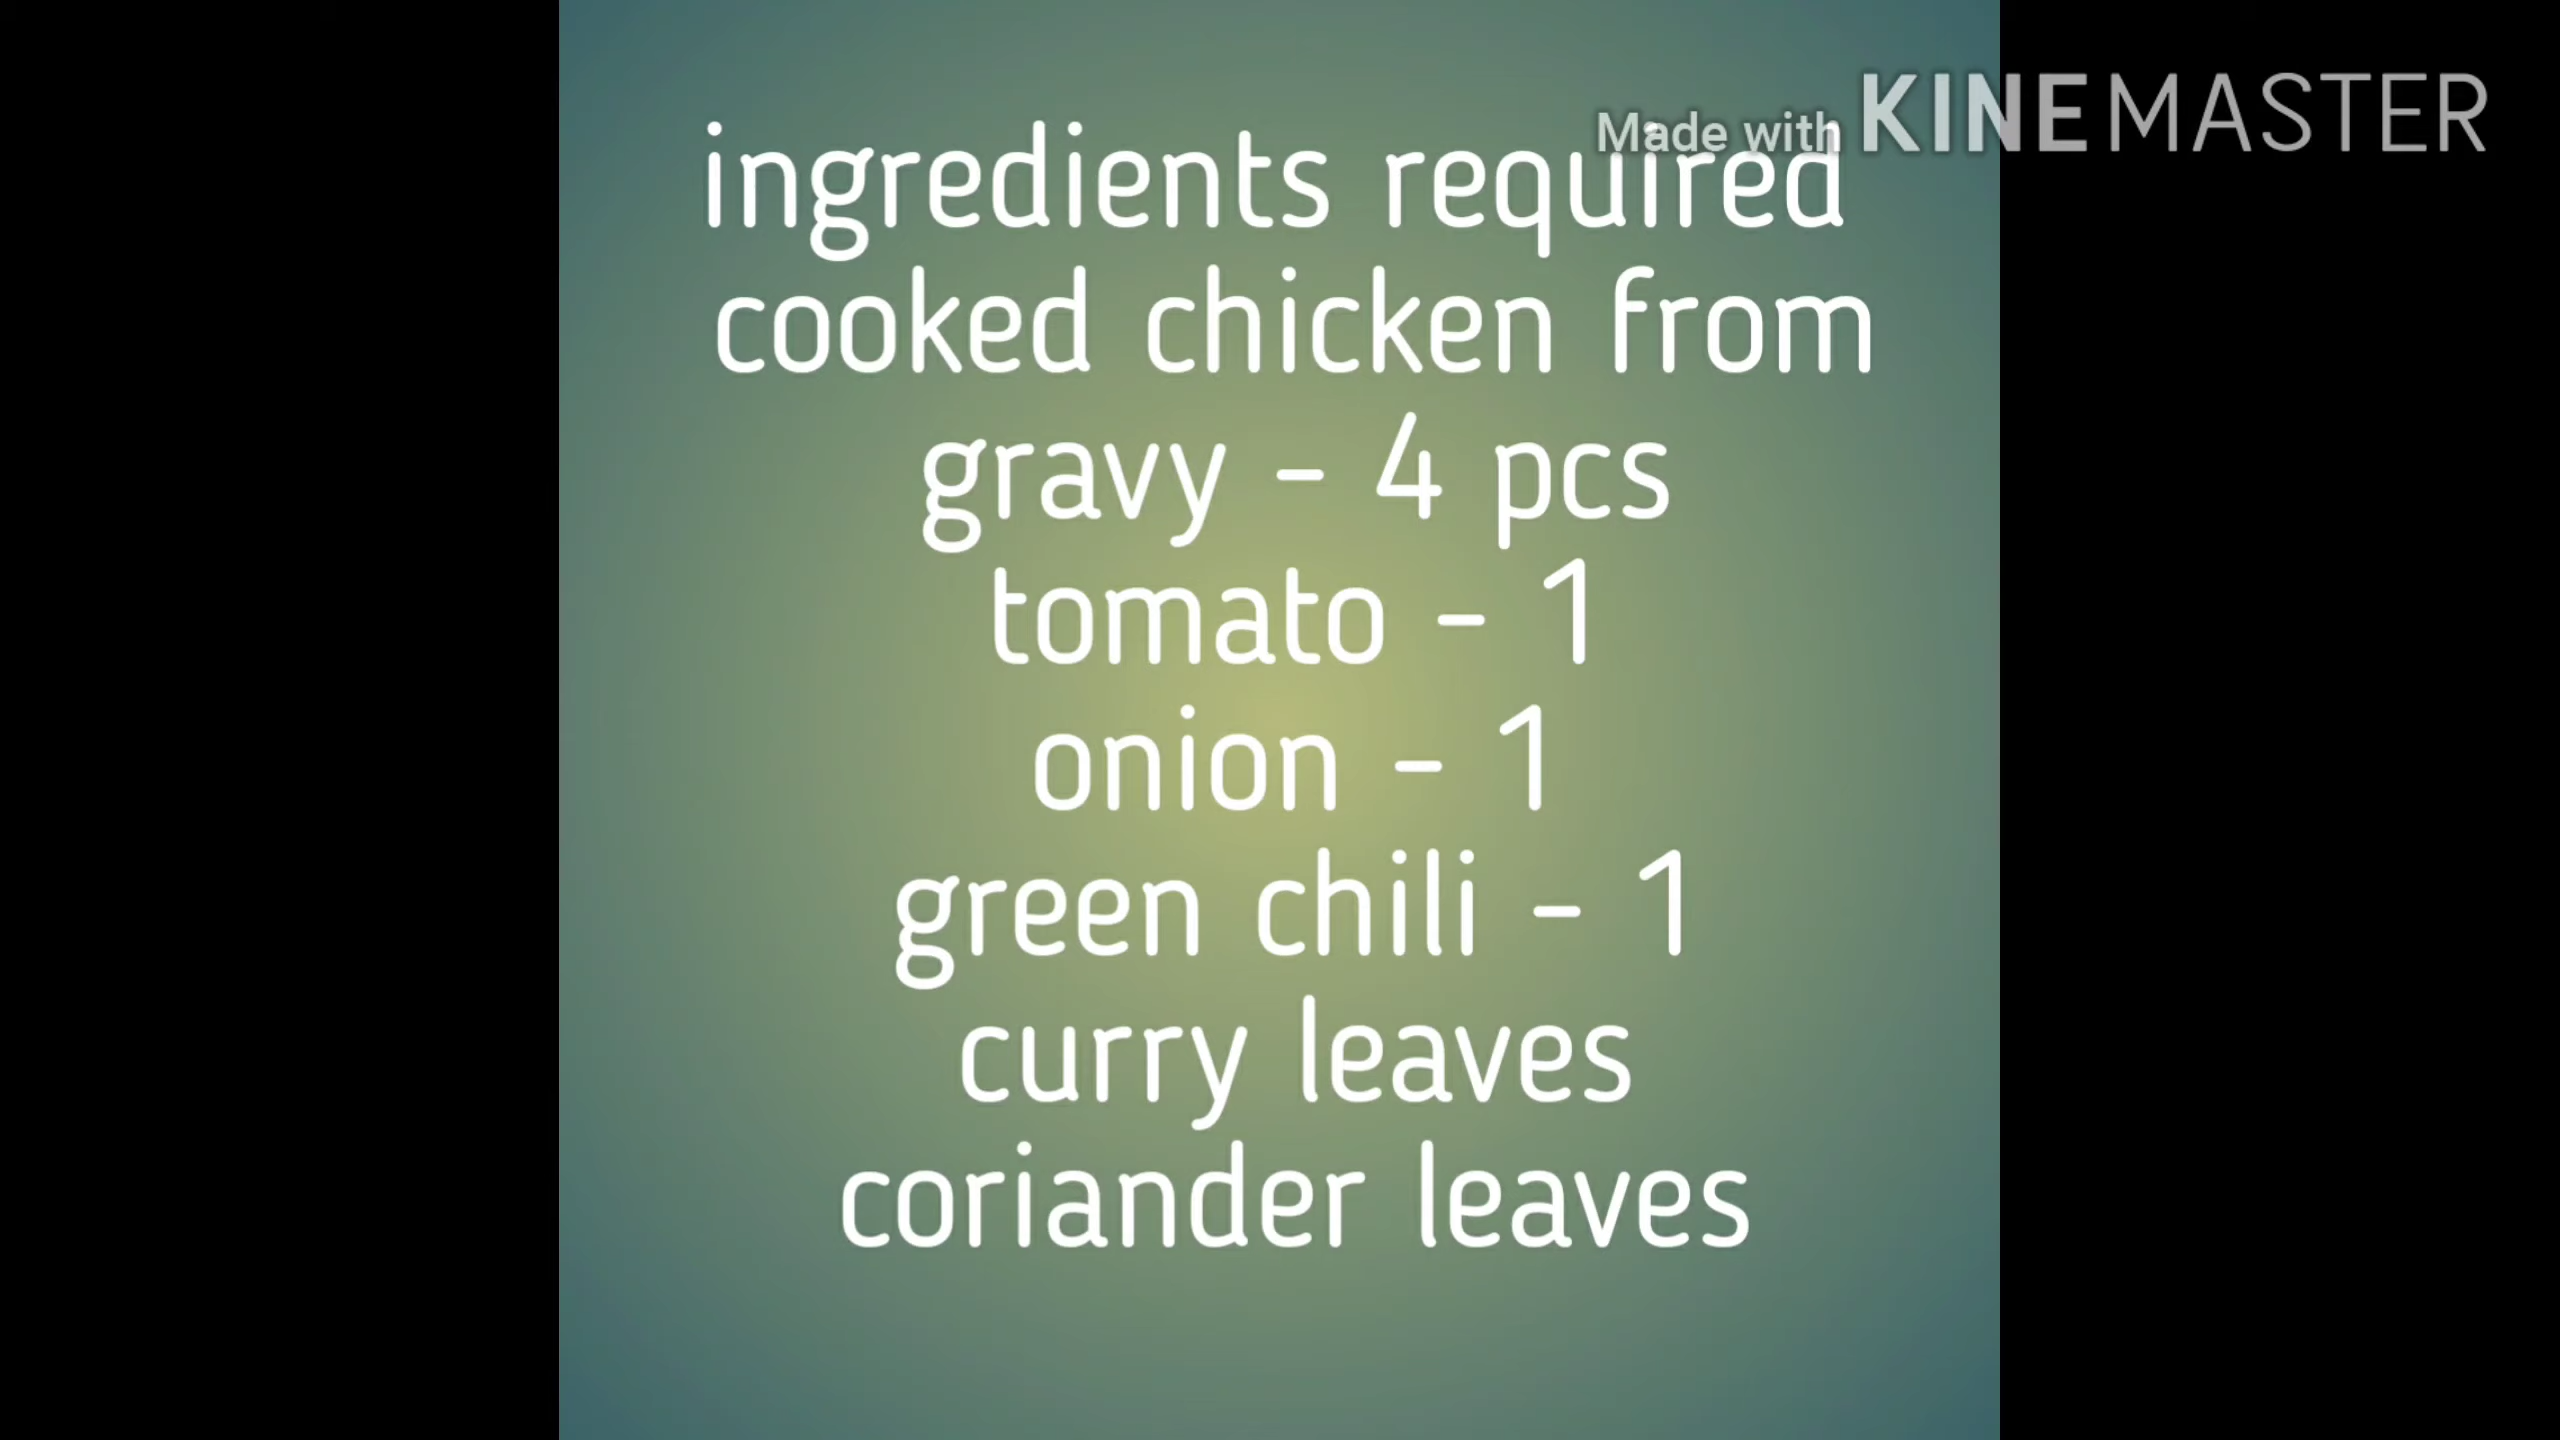 Made with KINEMASTER
ingredients required
cooked chicken from
gravy - 4 pcs
tomato - 1
onion - 1
green chili - 1
curry leaves
coriander leaves